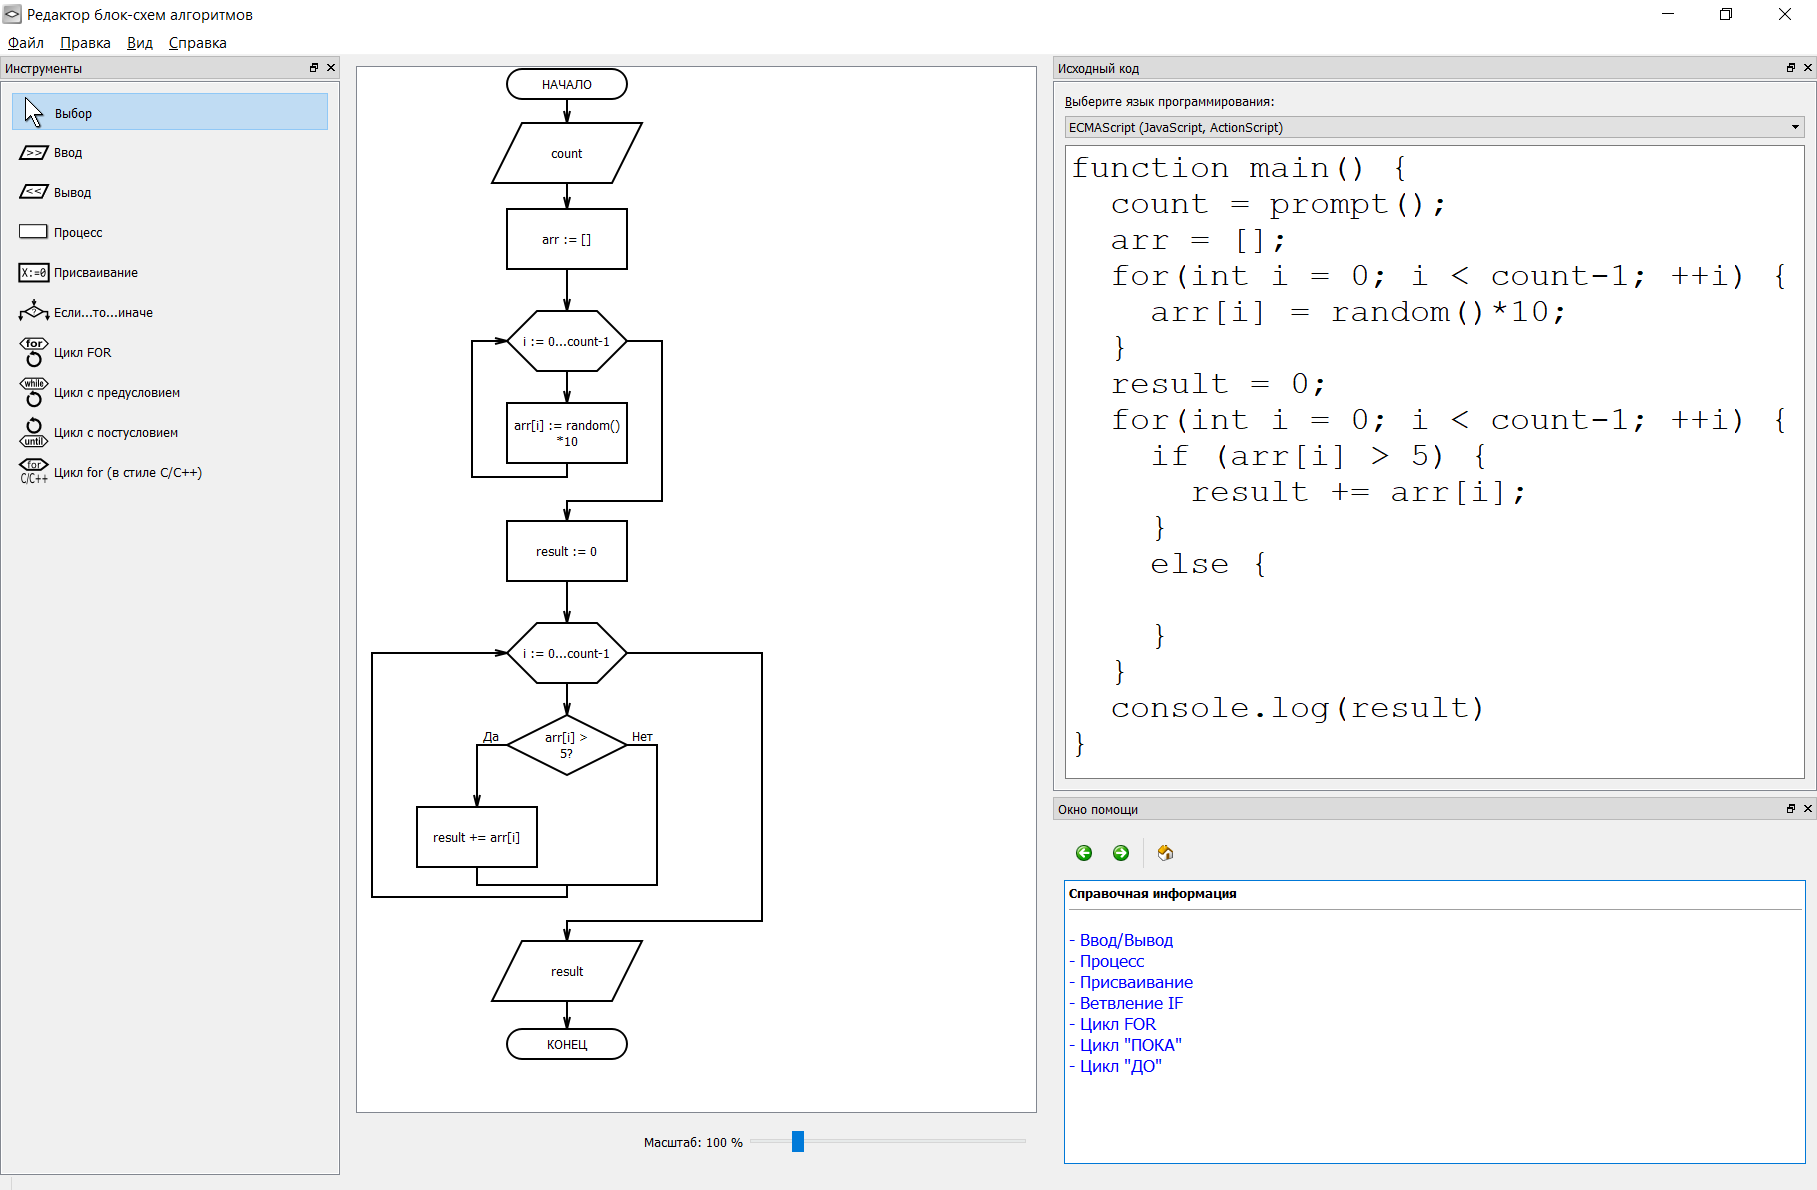 Редактор блок-схем алгоритмов
Файл Правка Вид Справка
Инструменты
Выбор
>> Ввод
<< Вывод
Процесс
X:=0 Присваивание
? Если...то...иначе
for Цикл FOR
while Цикл с предусловием
until Цикл с постусловием
for C/C++ Цикл for (в стиле C/C++)
НАЧАЛО
count
arr := []
i := 0...count-1
arr[i] := random()
*10
result := 0
i := 0...count-1
Да
arr[i] >
5?
Нет
result += arr[i]
result
КОНЕЦ
Масштаб: 100 %
Исходный код
Выберите язык программирования:
ECMAScript (JavaScript, ActionScript)
function main() {
  count = prompt();
  arr = [];
  for(int i = 0; i < count-1; ++i) {
    arr[i] = random()*10;
  }
  result = 0;
  for(int i = 0; i < count-1; ++i) {
    if (arr[i] > 5) {
      result += arr[i];
    }
    else {
    }
  }
  console.log(result)
}
Окно помощи
Справочная информация
- Ввод/Вывод
- Процесс
- Присваивание
- Ветвление IF
- Цикл FOR
- Цикл "ПОКА"
- Цикл "ДО"